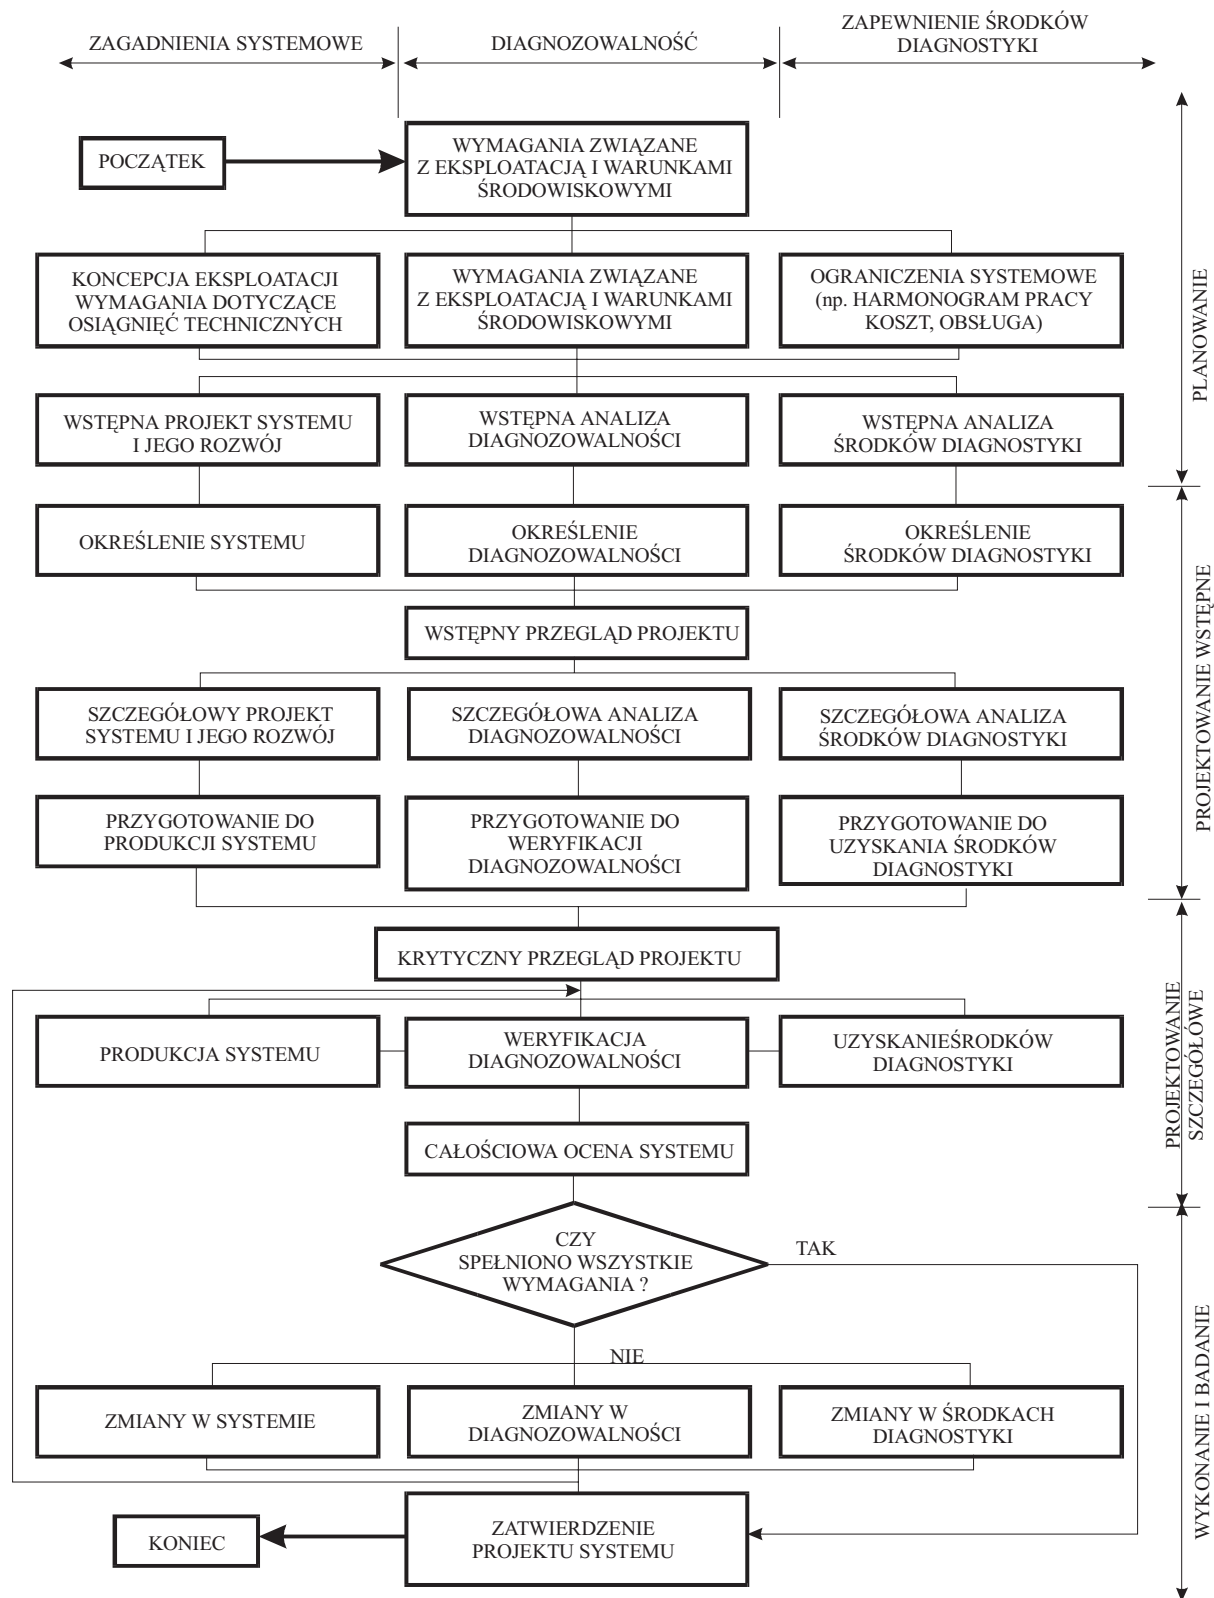 ZAGADNIENIA SYSTEMOWE
DIAGNOZOWALNOŚĆ
ZAPEWNIENIE ŚRODKÓW
DIAGNOSTYKI
POCZĄTEK
WYMAGANIA ZWIĄZANE
Z EKSPLOATACJĄ I WARUNKAMI
ŚRODOWISKOWYMI
KONCEPCJA EKSPLOATACJI
WYMAGANIA DOTYCZĄCE
OSIĄGNIĘĆ TECHNICZNYCH
WYMAGANIA ZWIĄZANE
Z EKSPLOATACJĄ I WARUNKAMI
ŚRODOWISKOWYMI
OGRANICZENIA SYSTEMOWE
(np. HARMONOGRAM PRACY
KOSZT, OBSŁUGA)
PLANOWANIE
WSTĘPNA PROJEKT SYSTEMU
I JEGO ROZWÓJ
WSTĘPNA ANALIZA
DIAGNOZOWALNOŚCI
WSTĘPNA ANALIZA
ŚRODKÓW DIAGNOSTYKI
OKREŚLENIE SYSTEMU
OKREŚLENIE
DIAGNOZOWALNOŚCI
OKREŚLENIE
ŚRODKÓW DIAGNOSTYKI
WSTĘPNY PRZEGLĄD PROJEKTU
PROJEKTOWANIE WSTĘPNE
SZCZEGÓŁOWY PROJEKT
SYSTEMU I JEGO ROZWÓJ
SZCZEGÓŁOWA ANALIZA
DIAGNOZOWALNOŚCI
SZCZEGÓŁOWA ANALIZA
ŚRODKÓW DIAGNOSTYKI
PRZYGOTOWANIE DO
PRODUKCJI SYSTEMU
PRZYGOTOWANIE DO
WERYFIKACJI
DIAGNOZOWALNOŚCI
PRZYGOTOWANIE DO
UZYSKANIA ŚRODKÓW
DIAGNOSTYKI
KRYTYCZNY PRZEGLĄD PROJEKTU
PROJEKTOWANIE
SZCZEGÓŁOWE
PRODUKCJA SYSTEMU
WERYFIKACJA
DIAGNOZOWALNOŚCI
UZYSKANIEŚRODKÓW
DIAGNOSTYKI
CAŁOŚCIOWA OCENA SYSTEMU
CZY
SPEŁNIONO WSZYSTKIE
WYMAGANIA ?
TAK
NIE
WYKONANIE I BADANIE
ZMIANY W SYSTEMIE
ZMIANY W
DIAGNOZOWALNOŚCI
ZMIANY W ŚRODKACH
DIAGNOSTYKI
KONIEC
ZATWIERDZENIE
PROJEKTU SYSTEMU